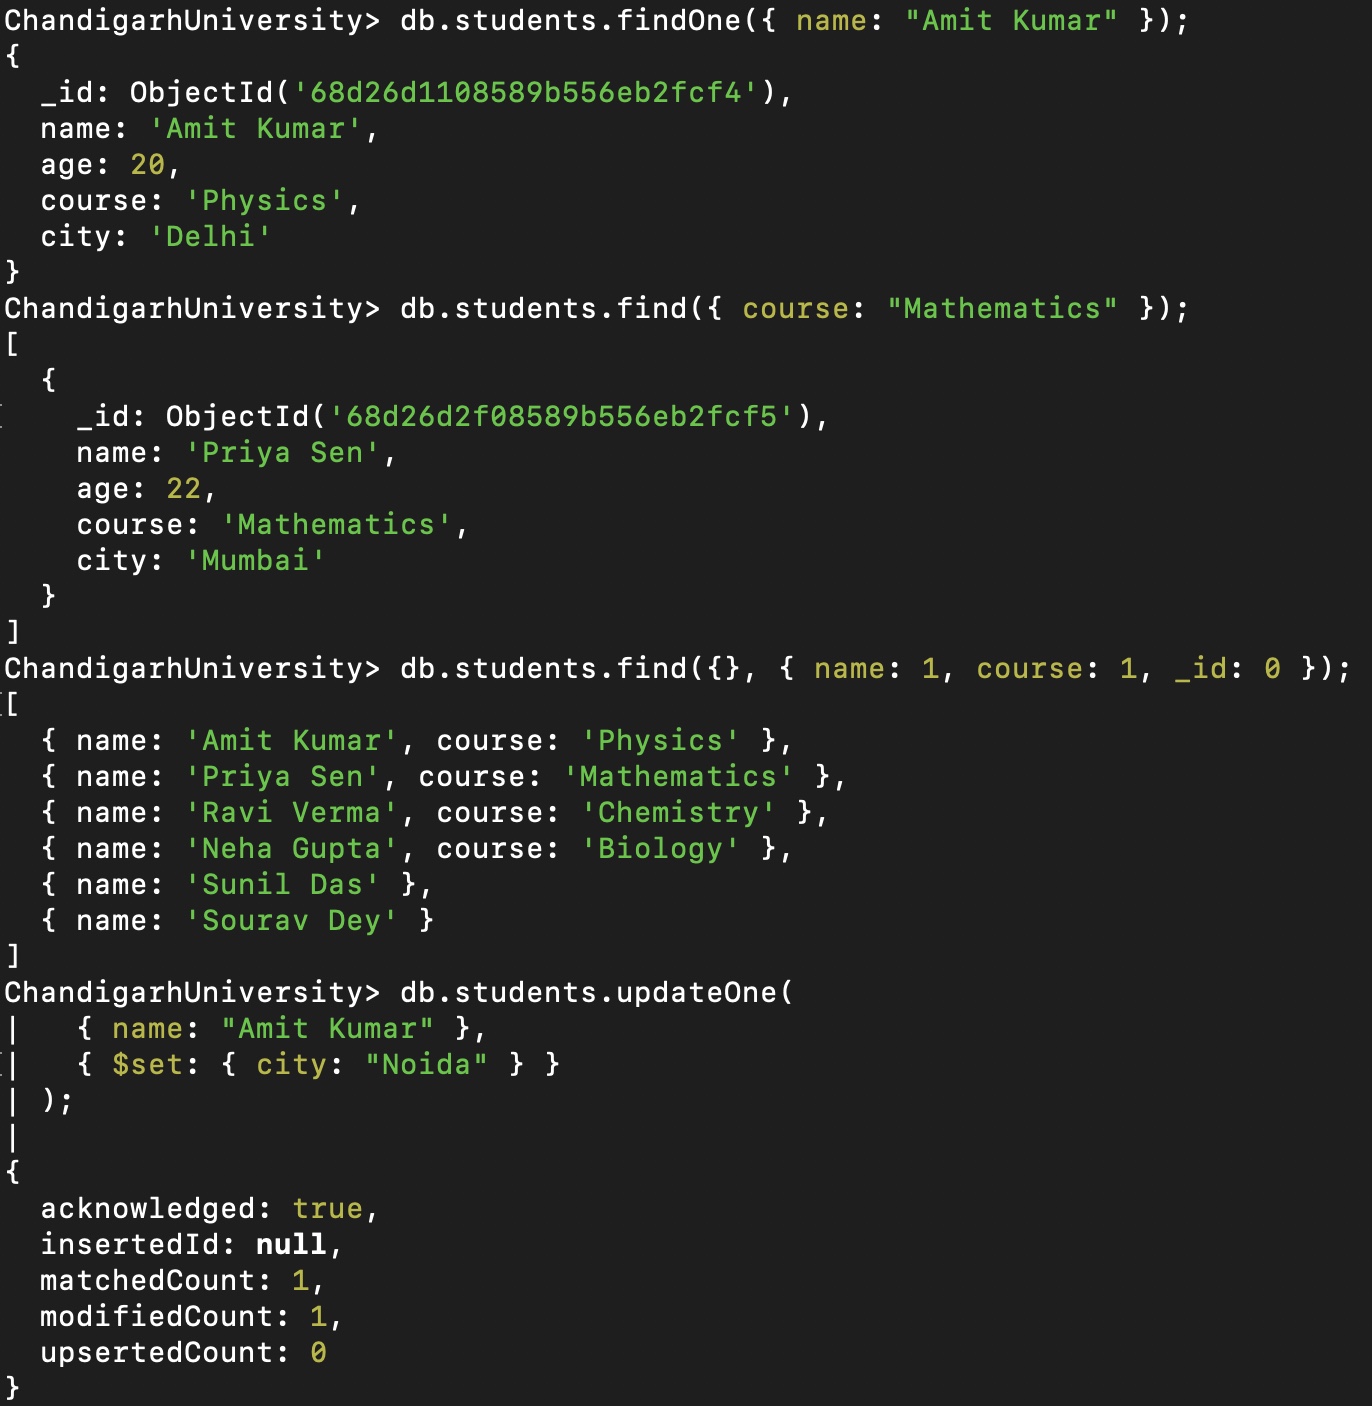 ChandigarhUniversity> db.students.findOne({ name: "Amit Kumar" });
{
  _id: ObjectId('68d26d1108589b556eb2fcf4'),
  name: 'Amit Kumar',
  age: 20,
  course: 'Physics',
  city: 'Delhi'
}
ChandigarhUniversity> db.students.find({ course: "Mathematics" });
[
  {
    _id: ObjectId('68d26d2f08589b556eb2fcf5'),
    name: 'Priya Sen',
    age: 22,
    course: 'Mathematics',
    city: 'Mumbai'
  }
]
ChandigarhUniversity> db.students.find({}, { name: 1, course: 1, _id: 0 });
[
  { name: 'Amit Kumar', course: 'Physics' },
  { name: 'Priya Sen', course: 'Mathematics' },
  { name: 'Ravi Verma', course: 'Chemistry' },
  { name: 'Neha Gupta', course: 'Biology' },
  { name: 'Sunil Das' },
  { name: 'Sourav Dey' }
]
ChandigarhUniversity> db.students.updateOne(
|   { name: "Amit Kumar" },
|   { $set: { city: "Noida" } }
| );
|
{
  acknowledged: true,
  insertedId: null,
  matchedCount: 1,
  modifiedCount: 1,
  upsertedCount: 0
}